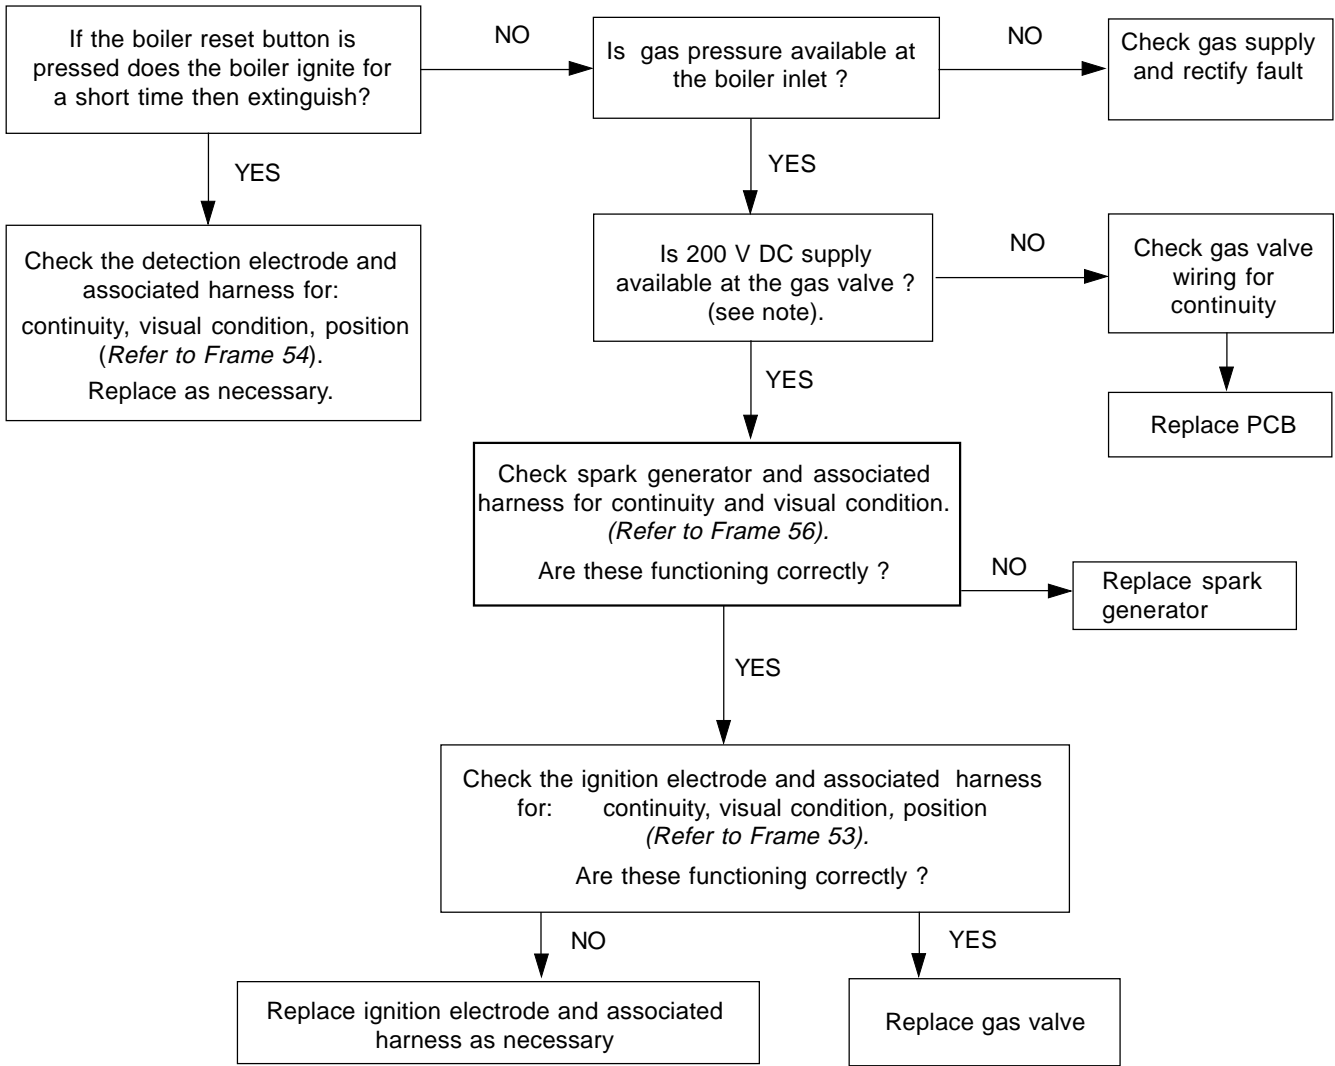 If the boiler reset button is
pressed does the boiler ignite for
a short time then extinguish?
NO
Is gas pressure available at
the boiler inlet ?
NO
Check gas supply
and rectify fault
YES
YES
Check the detection electrode and
associated harness for:
continuity, visual condition, position
(Refer to Frame 54).
Replace as necessary.
Is 200 V DC supply
available at the gas valve ?
(see note).
NO
Check gas valve
wiring for
continuity
YES
Replace PCB
Check spark generator and associated
harness for continuity and visual condition.
(Refer to Frame 56).
Are these functioning correctly ?
NO
Replace spark
generator
YES
Check the ignition electrode and associated harness
for: continuity, visual condition, position
(Refer to Frame 53).
Are these functioning correctly ?
NO
YES
Replace ignition electrode and associated
harness as necessary
Replace gas valve